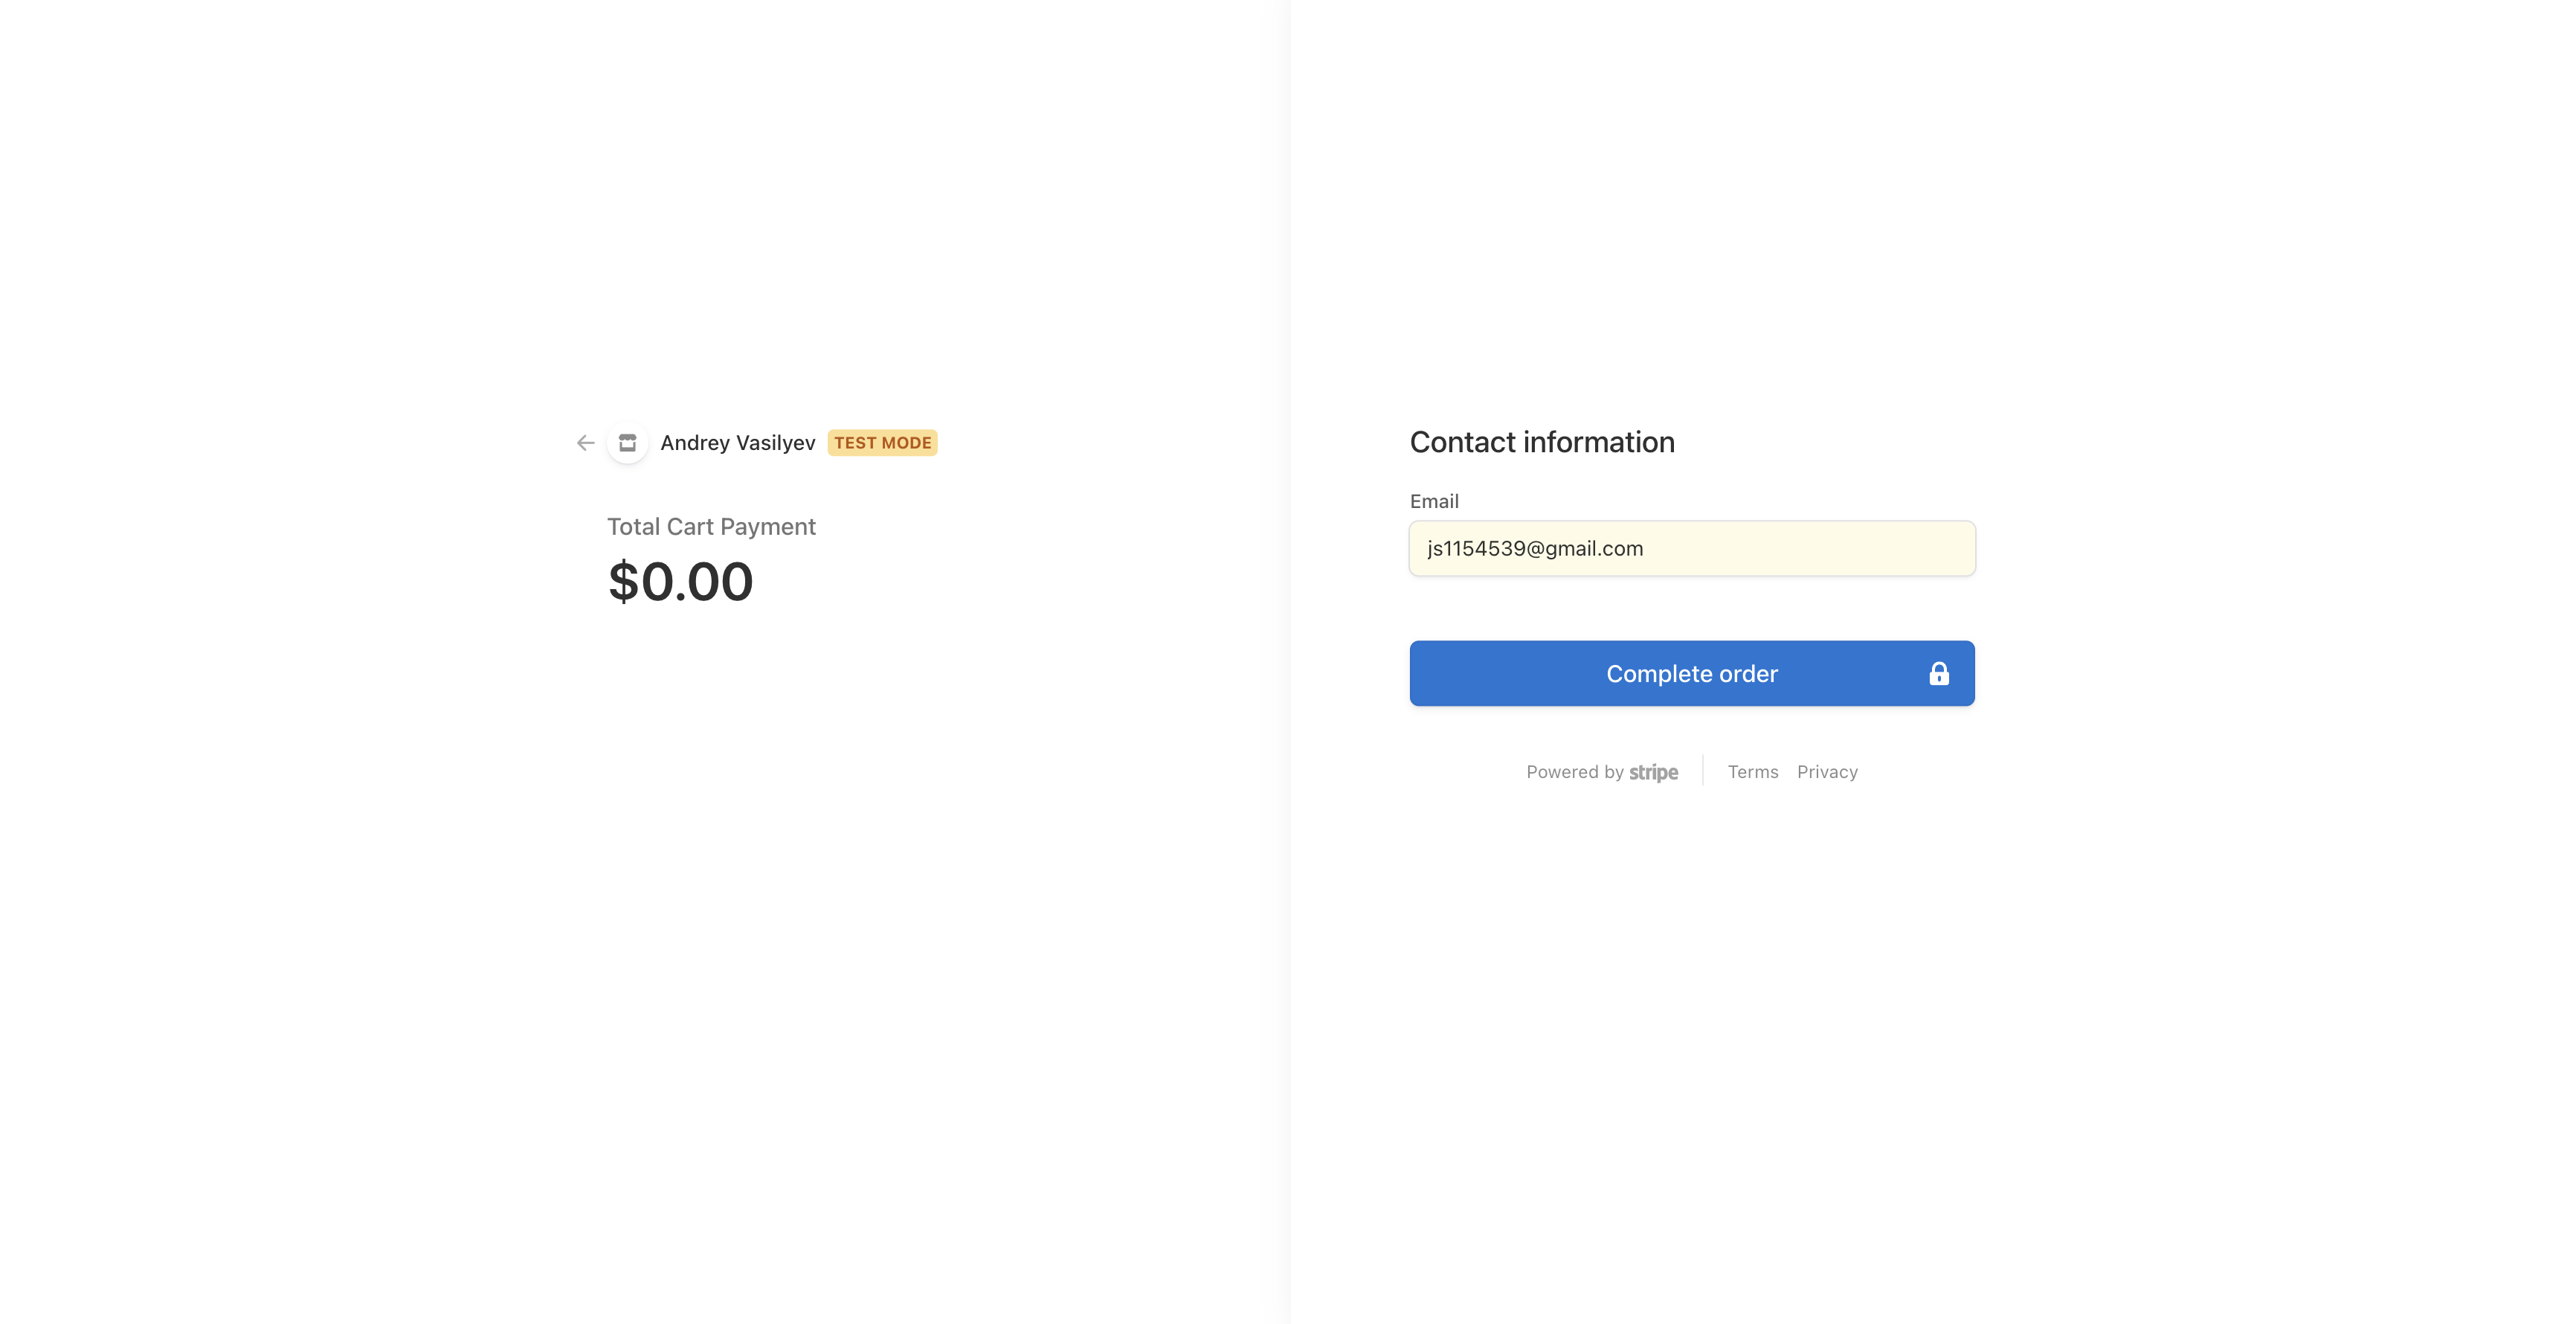 Andrey Vasilyev TEST MODE
Total Cart Payment
$0.00
Contact information
Email
js1154539@gmail.com
Complete order
Powered by stripe
Terms Privacy